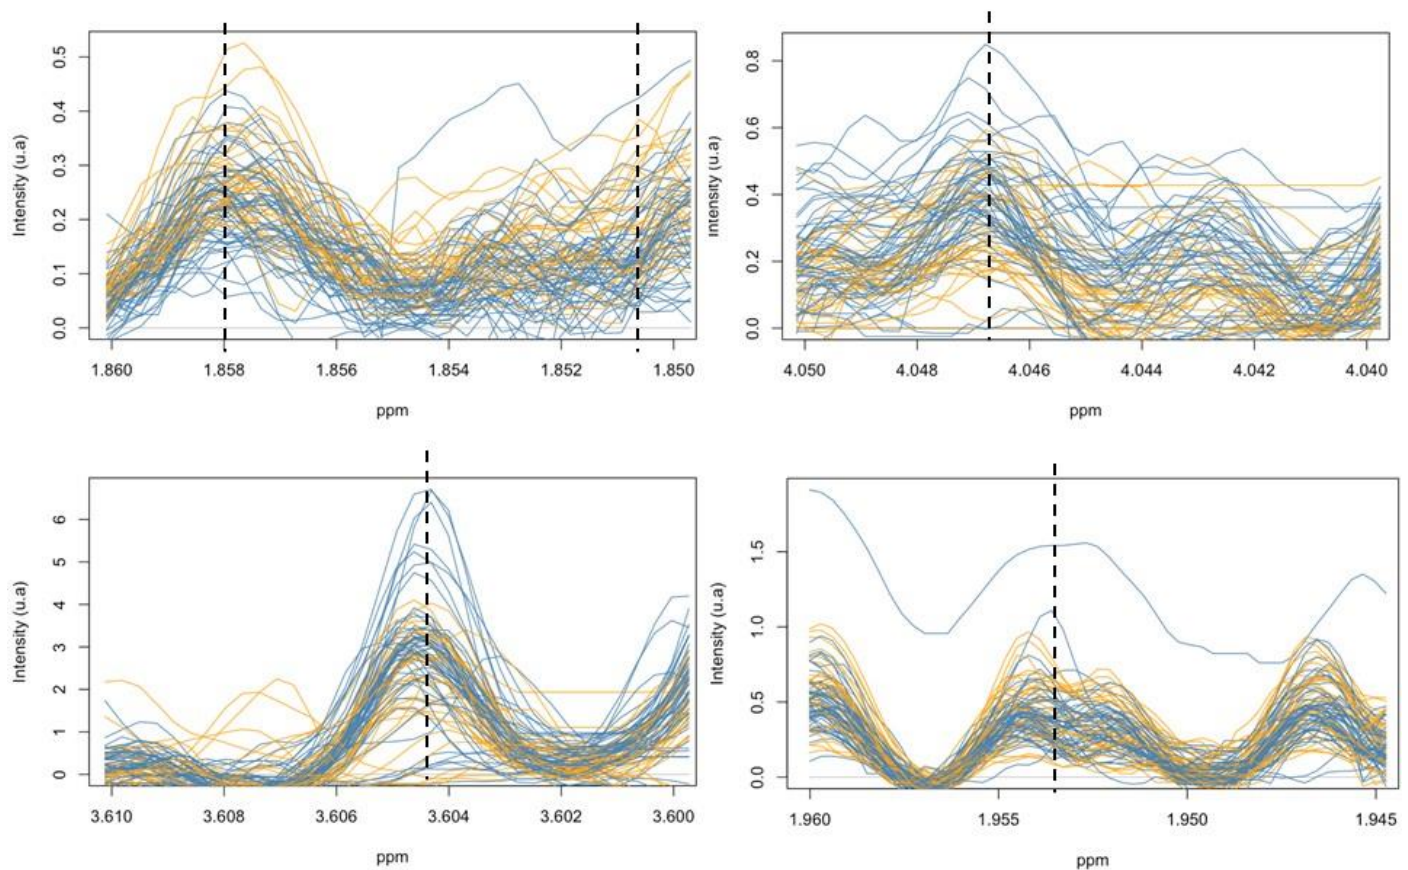 Intensity (u.a)
0.0 0.1 0.2 0.3 0.4 0.5
1.860 1.858 1.856 1.854 1.852 1.850
ppm
Intensity (u.a)
0.0 0.2 0.4 0.6 0.8
4.050 4.048 4.046 4.044 4.042 4.040
ppm
Intensity (u.a)
0 1 2 3 4 5 6
3.610 3.608 3.606 3.604 3.602 3.600
ppm
Intensity (u.a)
0.0 0.5 1.0 1.5
1.960 1.955 1.950 1.945
ppm